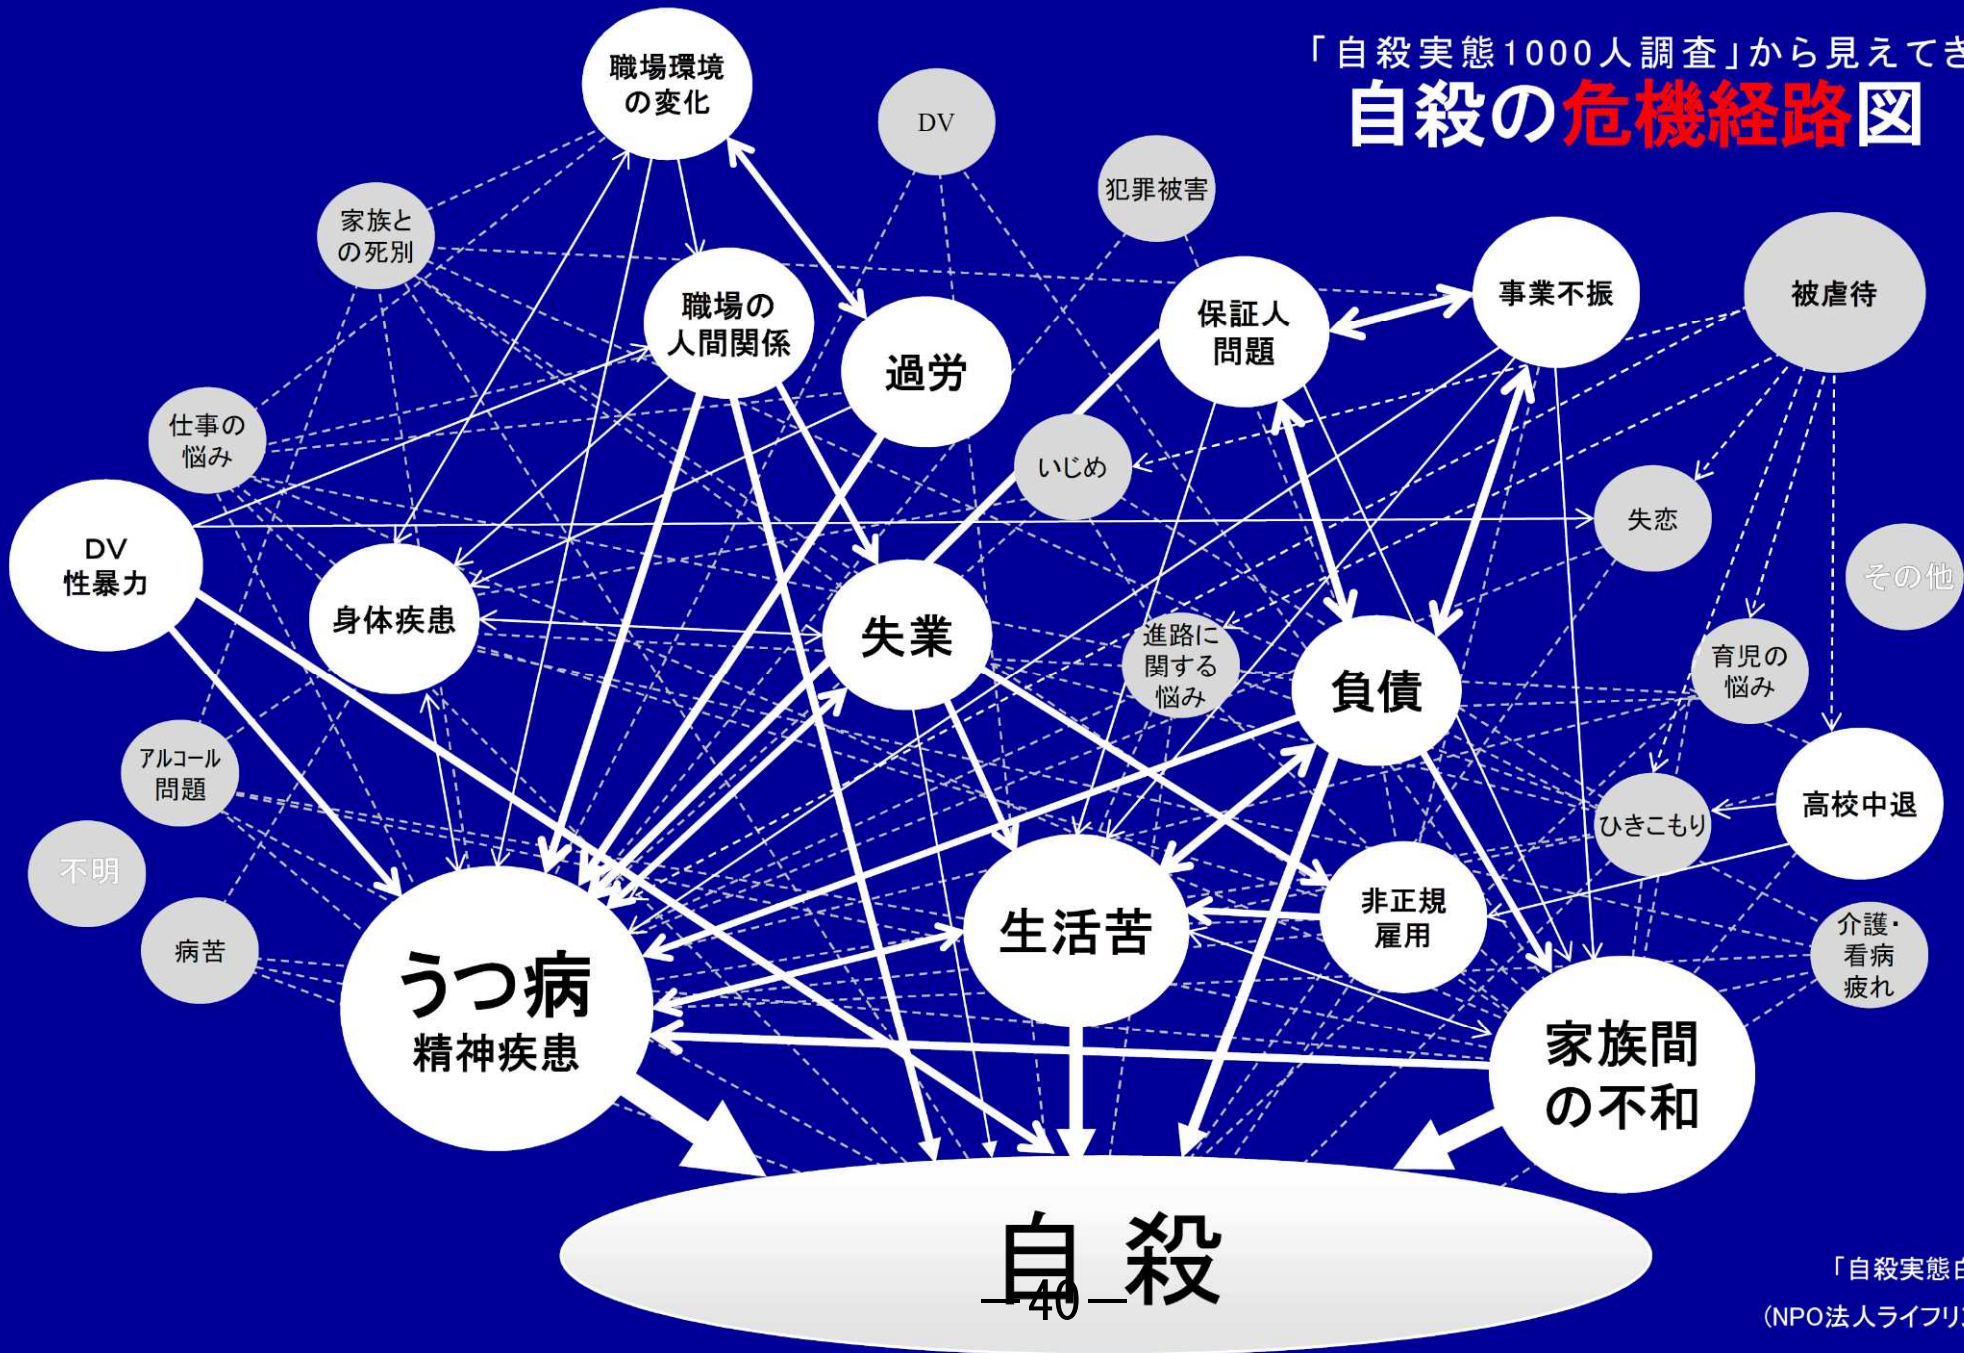 「自殺実態1000人調査」から見えてき
自殺の危機経路図
職場環境
の変化
DV
犯罪被害
家族と
の死別
職場の
人間関係
過労
保証人
問題
事業不振
被虐待
仕事の
悩み
いじめ
失恋
DV
性暴力
その他
身体疾患
失業
進路に
関する
悩み
負債
育児の
悩み
アルコール
問題
ひきこもり
高校中退
不明
病苦
うつ病
精神疾患
生活苦
非正規
雇用
介護・
看病
疲れ
家族間
の不和
自殺
「自殺実態白
(NPO法人ライフリン
―40―